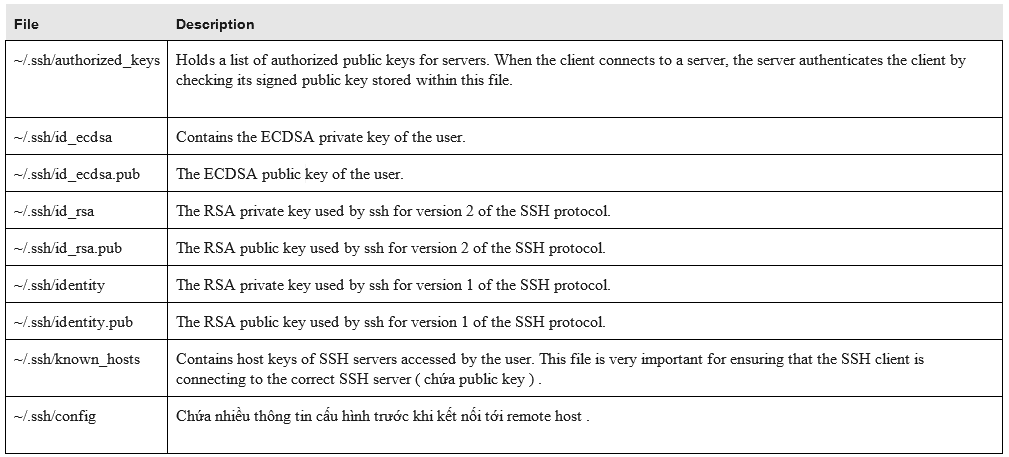 File Description
~/.ssh/authorized_keys Holds a list of authorized public keys for servers. When the client connects to a server, the server authenticates the client by
checking its signed public key stored within this file.
~/.ssh/id_ecdsa Contains the ECDSA private key of the user.
~/.ssh/id_ecdsa.pub The ECDSA public key of the user.
~/.ssh/id_rsa The RSA private key used by ssh for version 2 of the SSH protocol.
~/.ssh/id_rsa.pub The RSA public key used by ssh for version 2 of the SSH protocol.
~/.ssh/identity The RSA private key used by ssh for version 1 of the SSH protocol.
~/.ssh/identity.pub The RSA public key used by ssh for version 1 of the SSH protocol.
~/.ssh/known_hosts Contains host keys of SSH servers accessed by the user. This file is very important for ensuring that the SSH client is
connecting to the correct SSH server ( chứa public key ) .
~/.ssh/config Chứa nhiều thông tin cấu hình trước khi kết nối tới remote host .